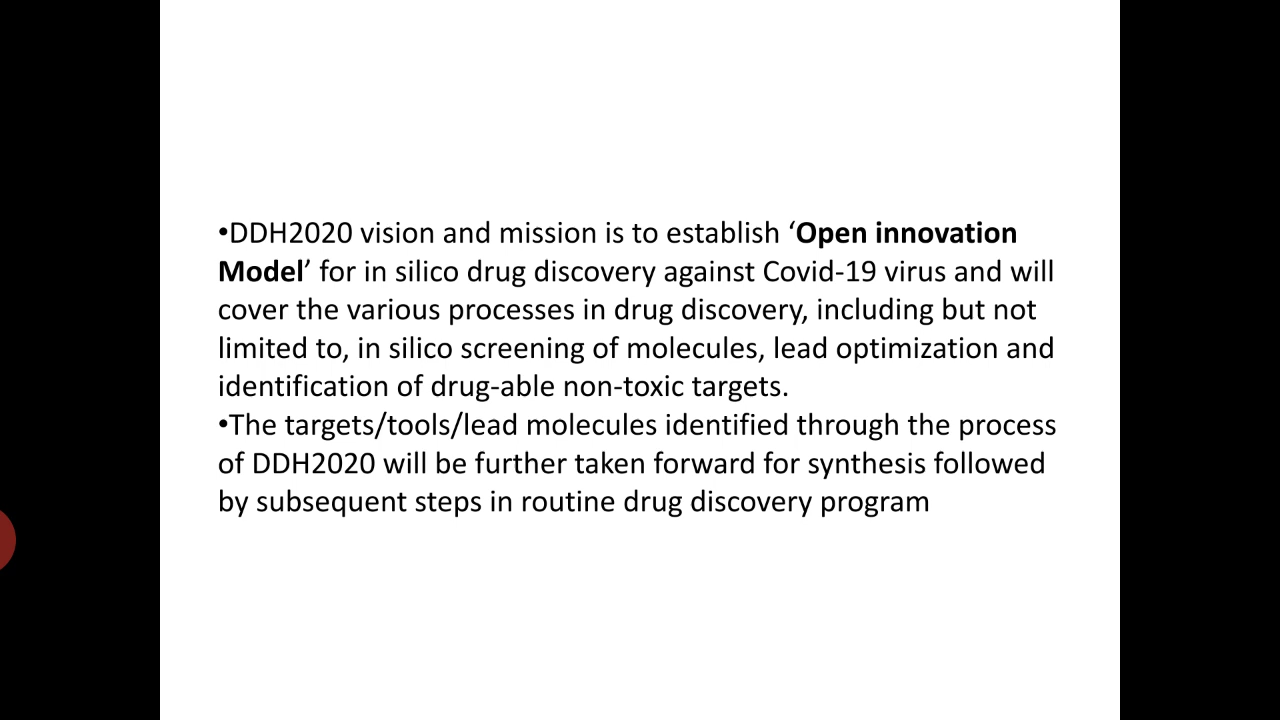 •DDH2020 vision and mission is to establish ‘Open innovation
Model’ for in silico drug discovery against Covid-19 virus and will
cover the various processes in drug discovery, including but not
limited to, in silico screening of molecules, lead optimization and
identification of drug-able non-toxic targets.
•The targets/tools/lead molecules identified through the process
of DDH2020 will be further taken forward for synthesis followed
by subsequent steps in routine drug discovery program